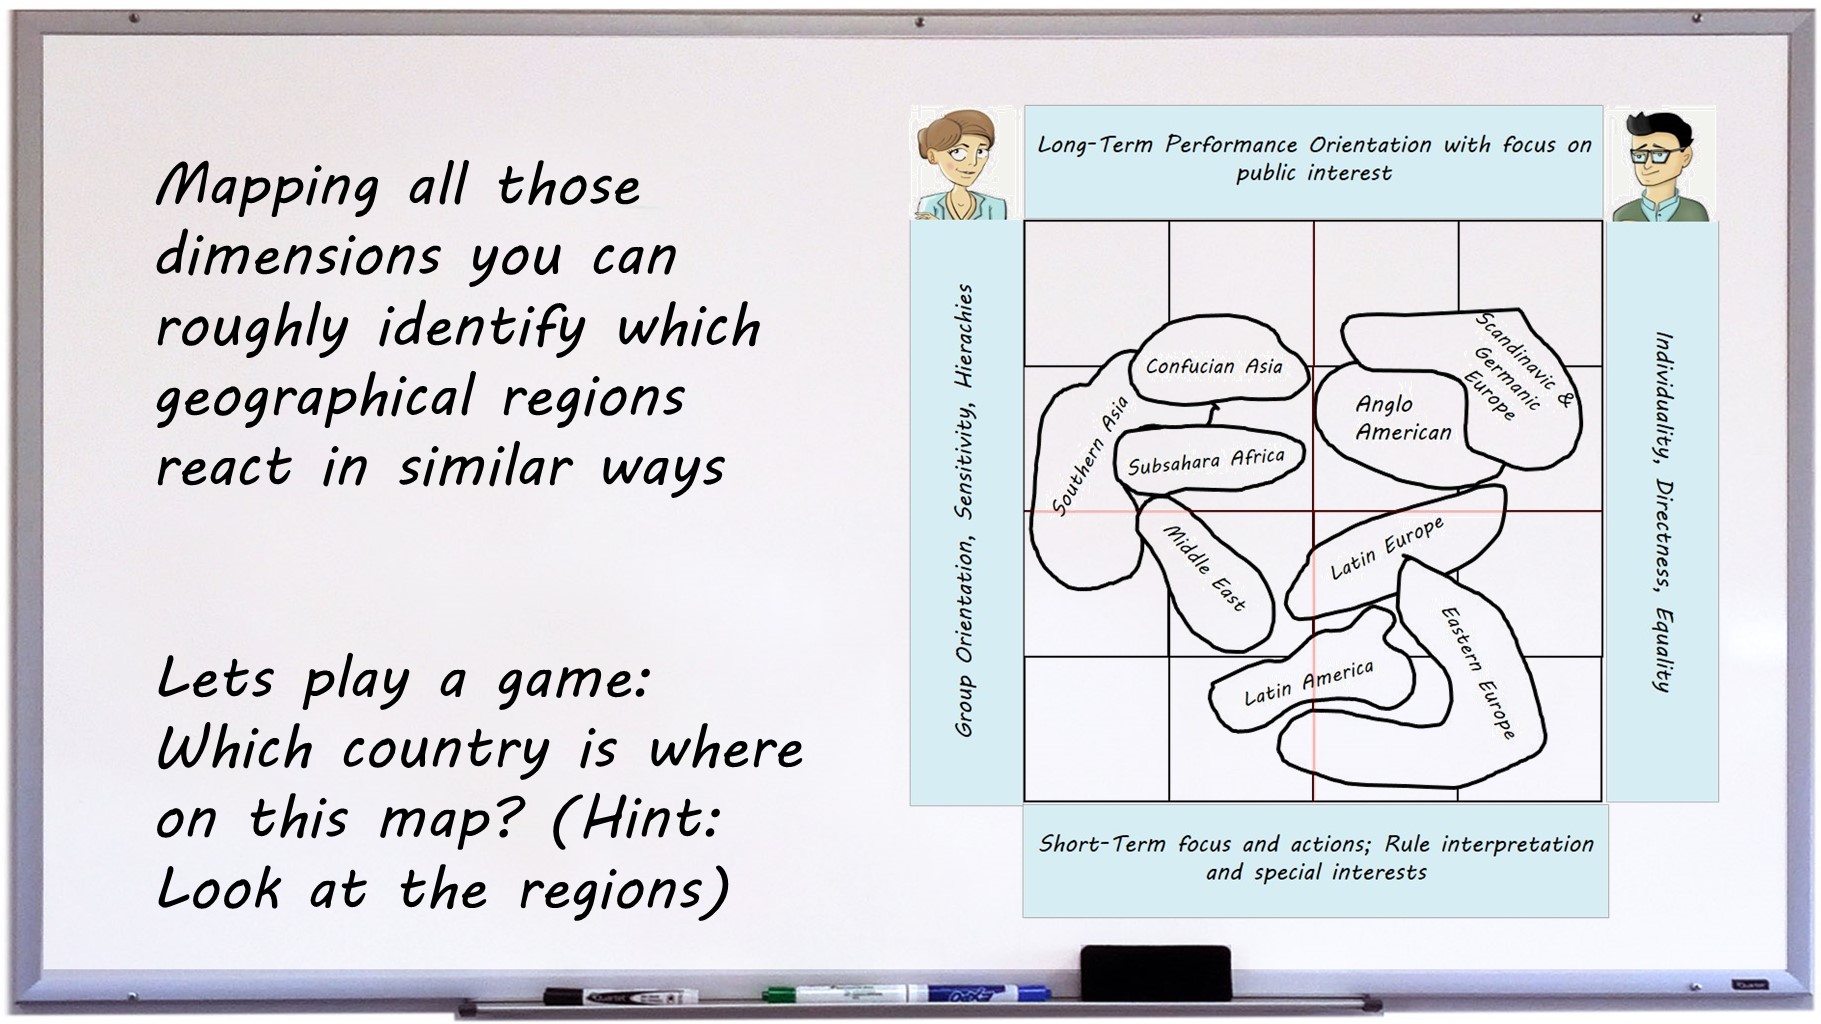 Mapping all those
dimensions you can
roughly identify which
geographical regions
react in similar ways
Lets play a game:
Which country is where
on this map? (Hint:
Look at the regions)
Long-Term Performance Orientation with focus on
public interest
Group Orientation, Sensitivity, Hierachies
Individuality, Directness, Equality
Confucian Asia
Southern Asia
Subsahara Africa
Middle East
Scandinavic &
Germanic
Europe
Anglo
American
Latin Europe
Latin America
Eastern Europe
Short-Term focus and actions; Rule interpretation
and special interests